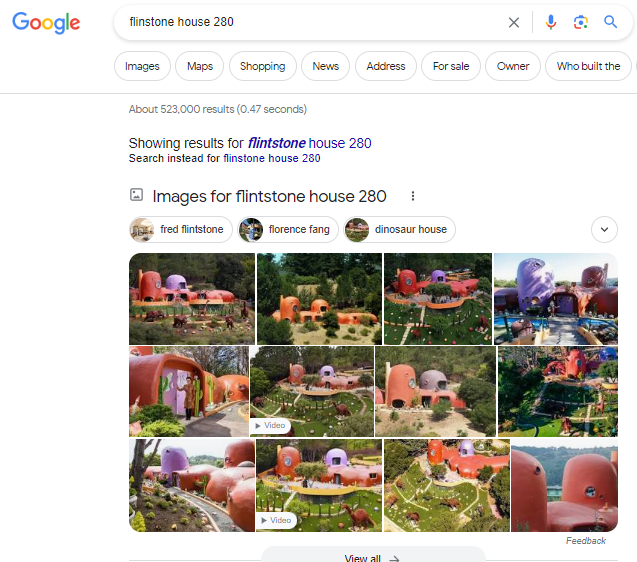 Google
flinstone house 280
Images
Maps
Shopping
News
Address
For sale
Owner
Who built the
About 523,000 results (0.47 seconds)
Showing results for flintstone house 280
Search instead for flinstone house 280
Images for flintstone house 280
fred flintstone
florence fang
dinosaur house
Video
Video
Feedback
View all